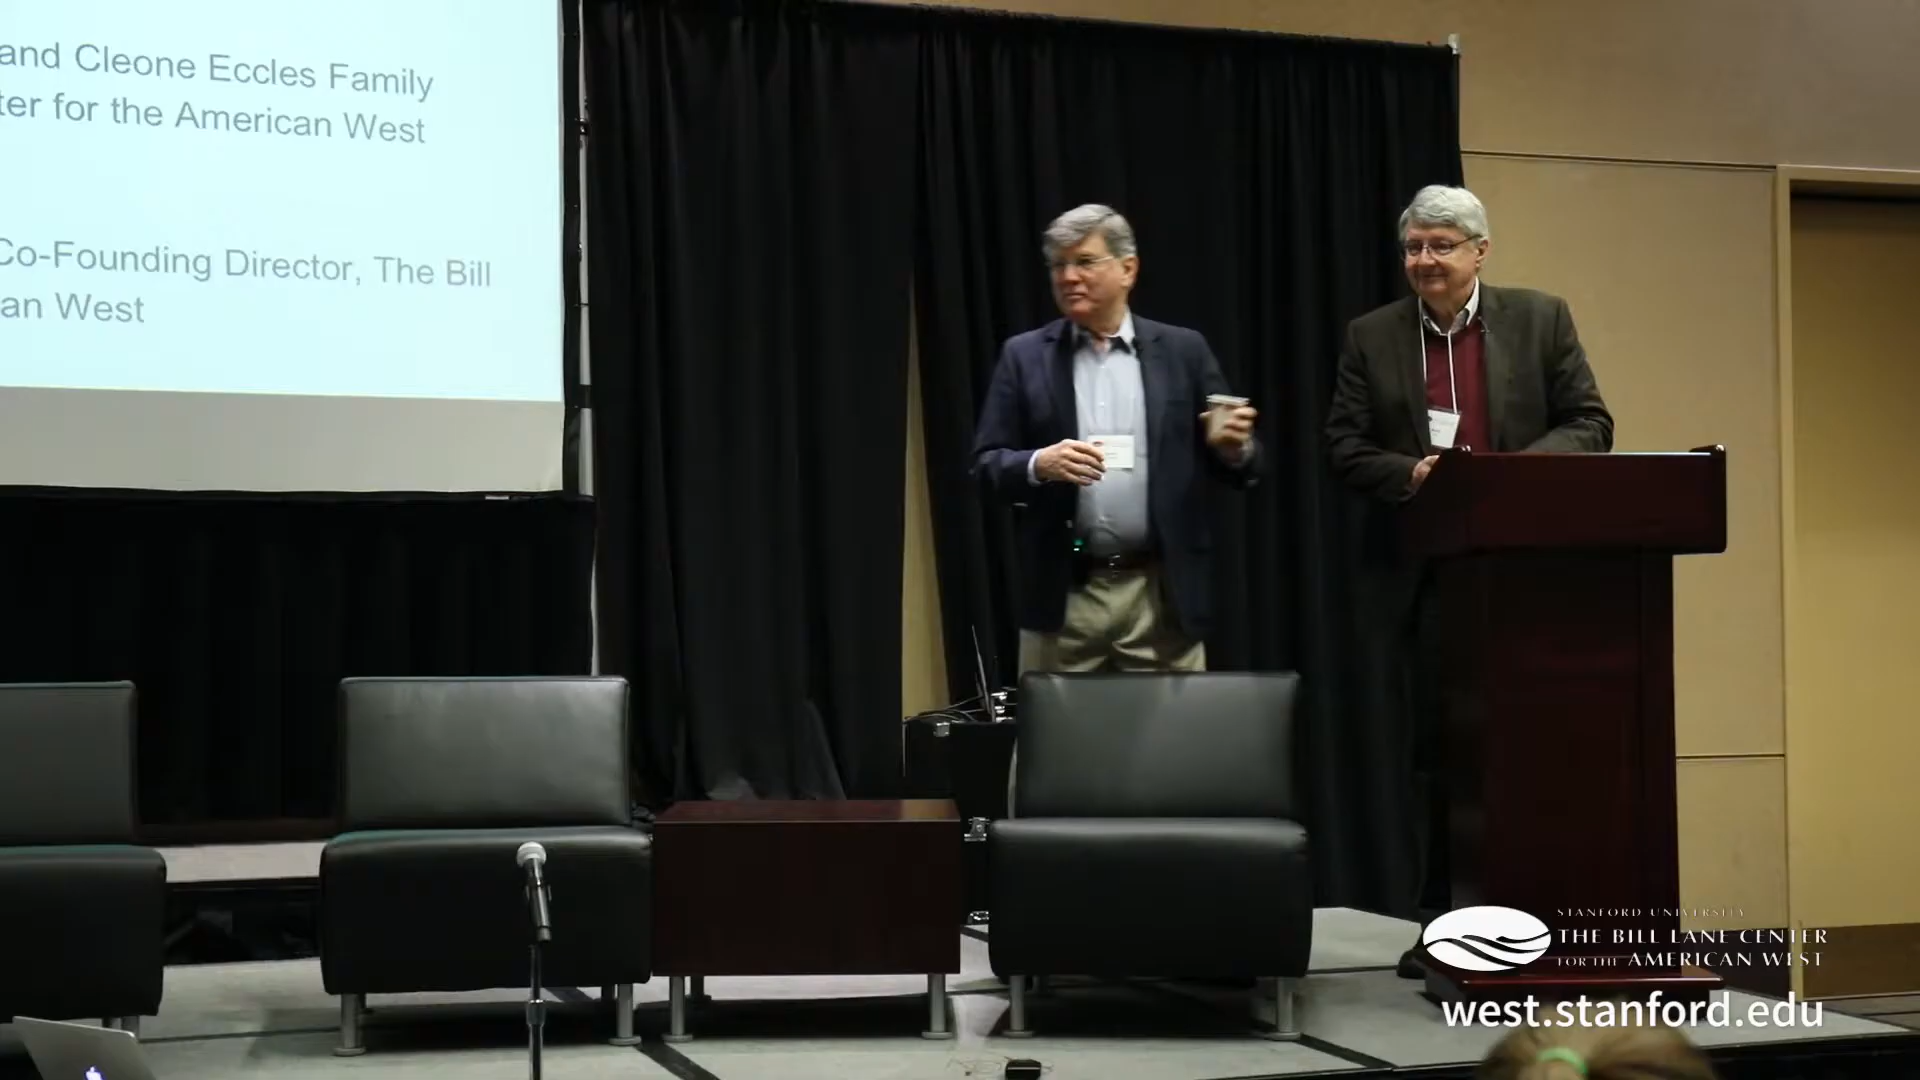 and Cleone Eccles Family
ter for the American West
Co-Founding Director, The Bill
an West
STANFORD UNIVERSITY
THE BILL LANE CENTER
FOR THE AMERICAN WEST
west.stanford.edu